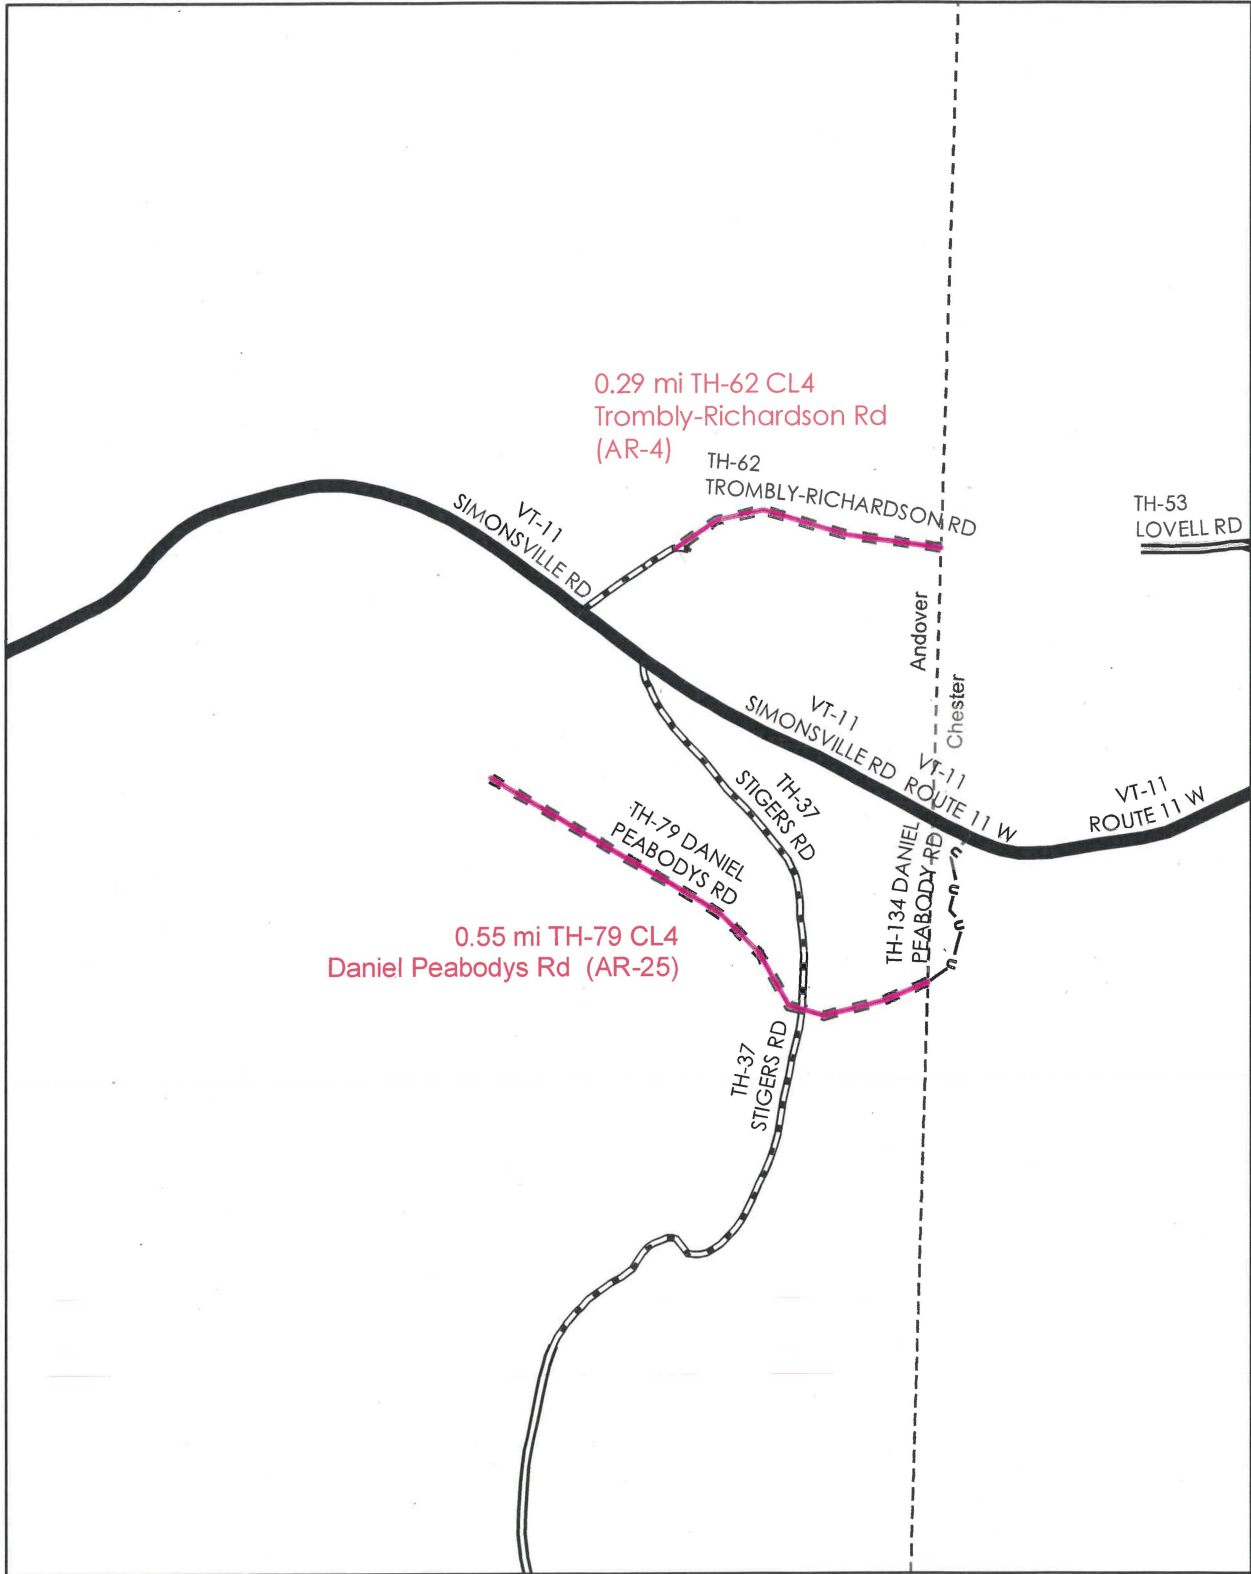 0.29 mi TH-62 CL4
Trombly-Richardson Rd
(AR-4)
TH-62
TROMBLY-RICHARDSON RD
TH-53
LOVELL RD
VT-11
SIMONSVILLE RD
Andover
Chester
VT-11
SIMONSVILLE RD
VT-11
ROUTE 11 W
VT-11
ROUTE 11 W
TH-37
STIGERS RD
TH-79 DANIEL
PEABODYS RD
TH-134 DANIEL
PEABODY RD
0.55 mi TH-79 CL4
Daniel Peabodys Rd (AR-25)
TH-37
STIGERS RD